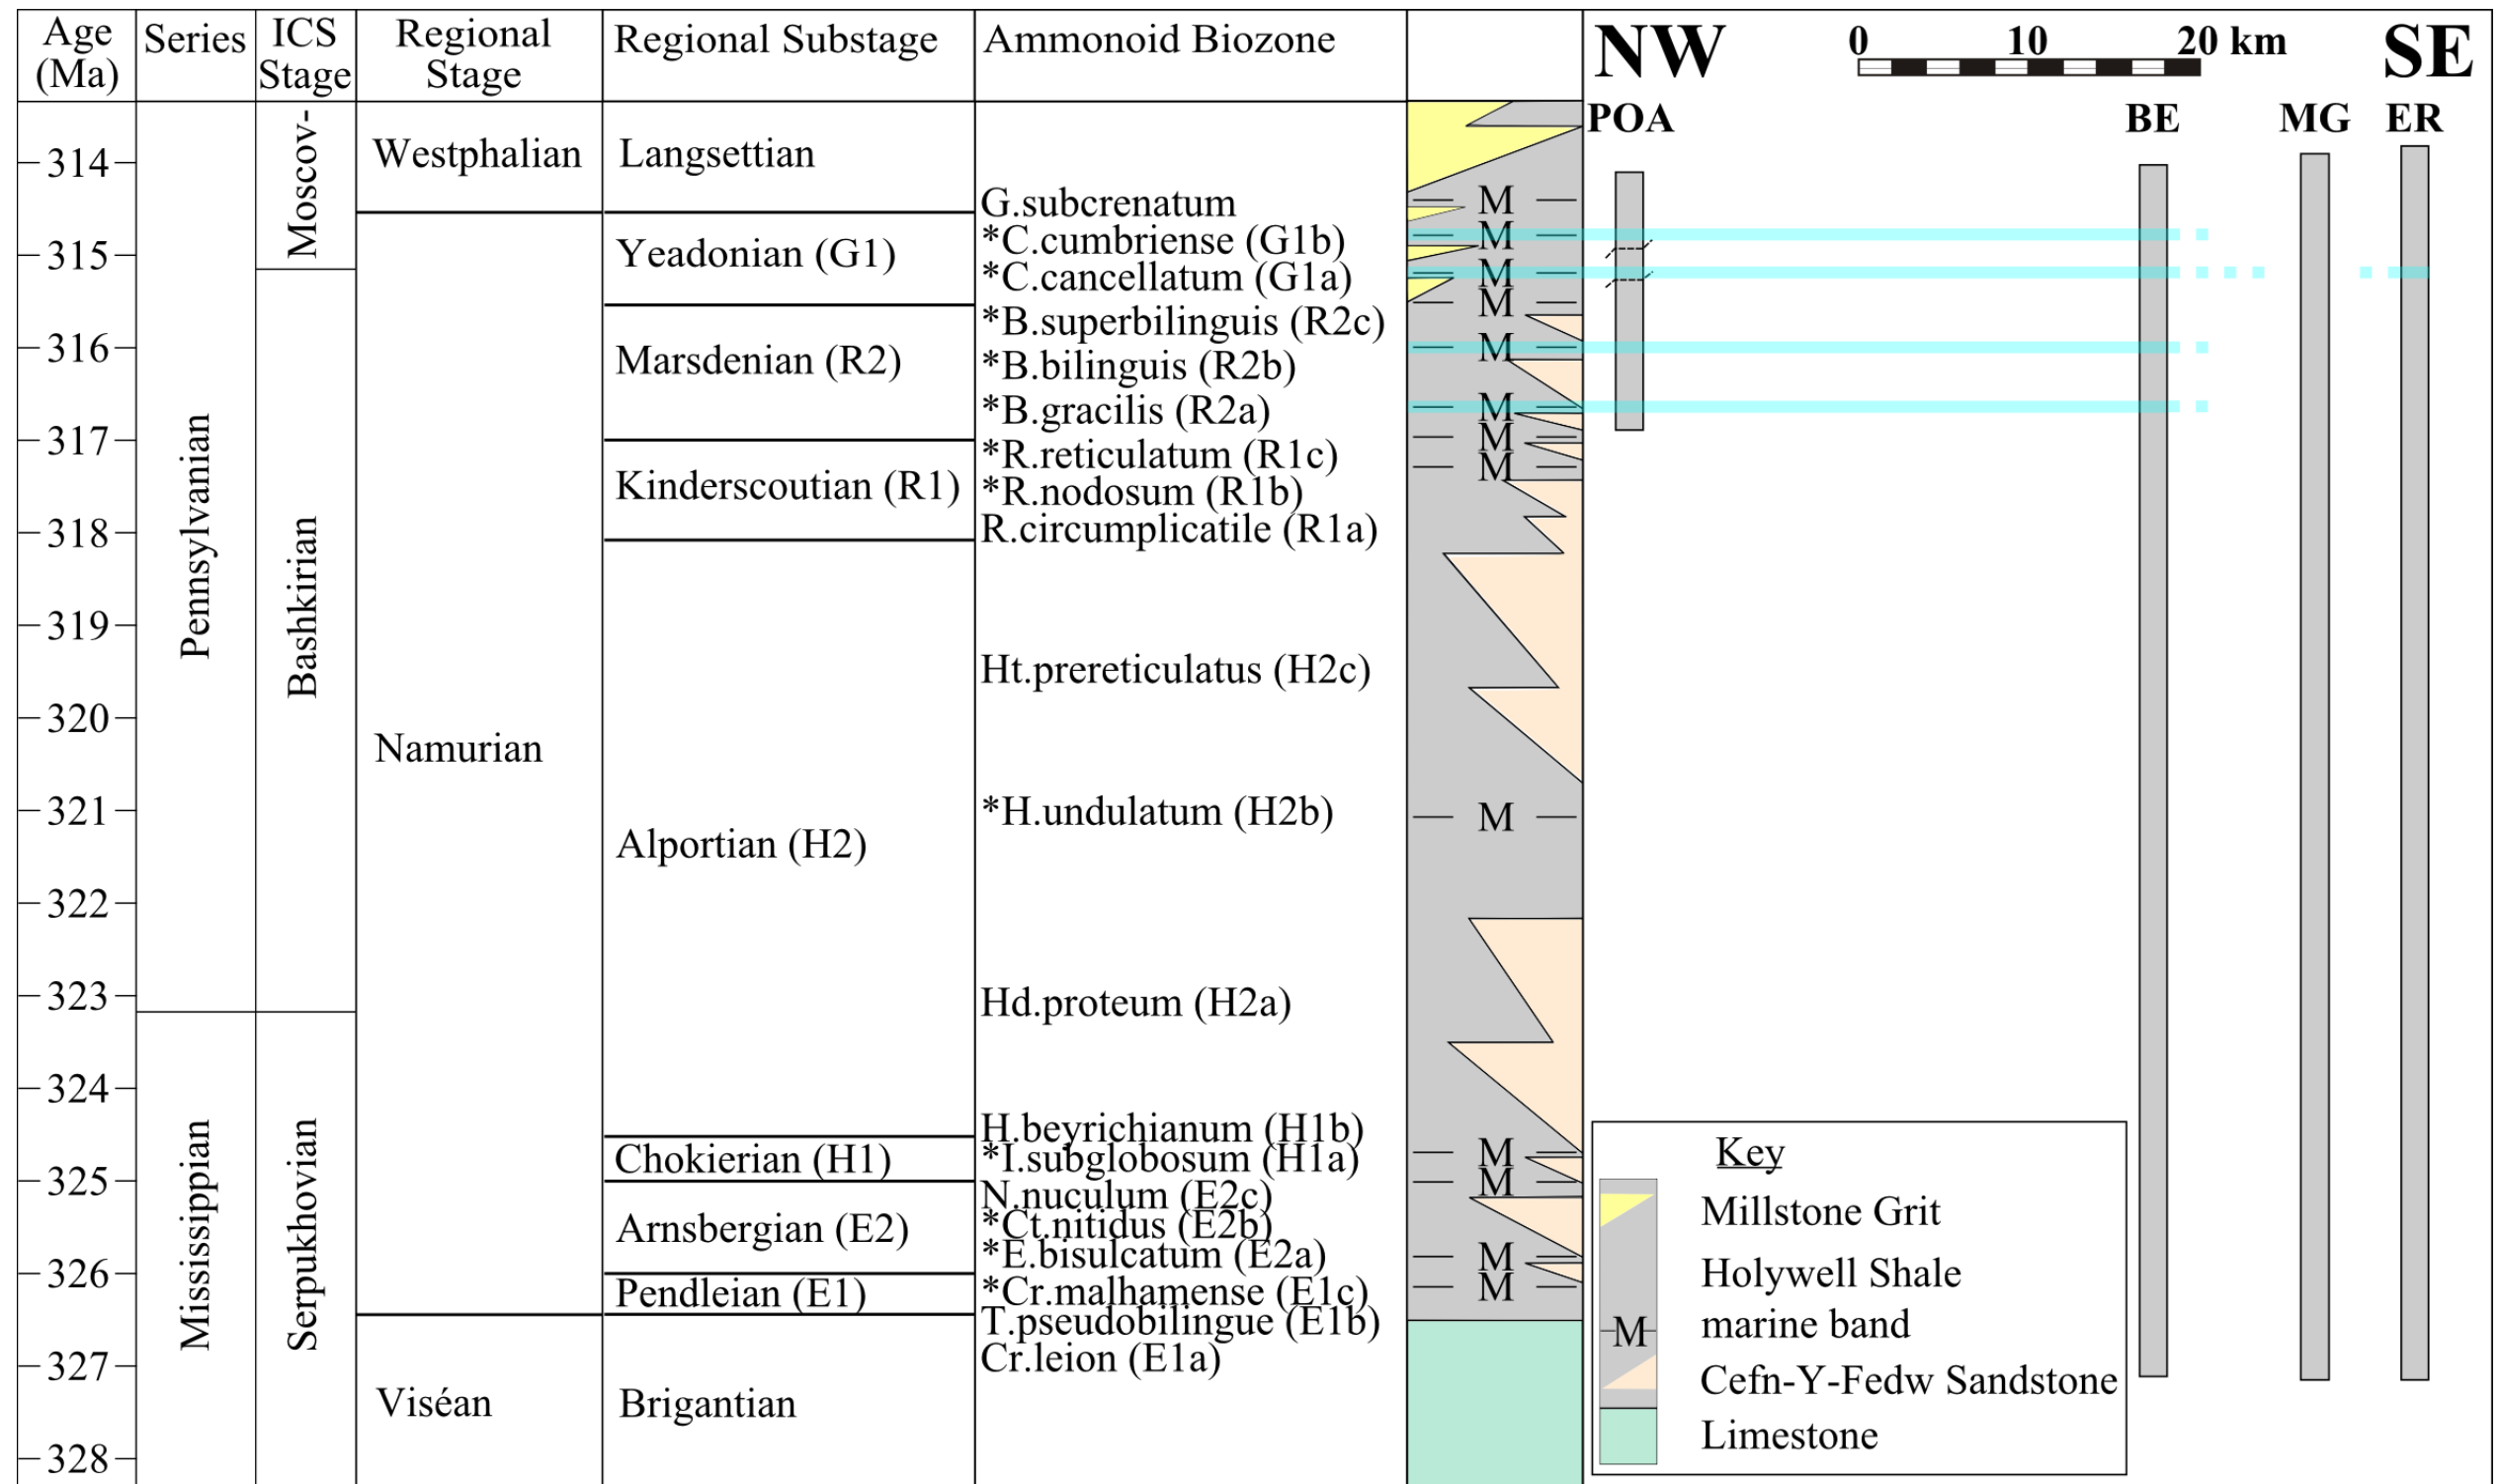 Age (Ma)
Series
ICS Stage
Regional Stage
Regional Substage
Ammonoid Biozone
NW
0 10 20 km
SE
POA
BE
MG
ER
314
315
316
317
318
319
320
321
322
323
324
325
326
327
328
Pennsylvanian
Mississippian
Moscov-
Bashkirian
Serpukhovian
Westphalian
Namurian
Viséan
Langsettian
Yeadonian (G1)
Marsdenian (R2)
Kinderscoutian (R1)
Alportian (H2)
Chokierian (H1)
Arnsbergian (E2)
Pendleian (E1)
Brigantian
G.subcrenatum
*C.cumbriense (G1b)
*C.cancellatum (G1a)
*B.superbilinguis (R2c)
*B.bilinguis (R2b)
*B.gracilis (R2a)
*R.reticulatum (R1c)
*R.nodosum (R1b)
R.circumplicatile (R1a)
Ht.prereticulatus (H2c)
*H.undulatum (H2b)
Hd.proteum (H2a)
H.beyrichianum (H1b)
*I.subglobosum (H1a)
N.nuculum (E2c)
*Ct.nitidus (E2b)
*E.bisulcatum (E2a)
*Cr.malhamense (E1c)
T.pseudobilingue (E1b)
Cr.leion (E1a)
M
M
M
M
M
M
M
M
M
M
M
M
M
Key
Millstone Grit
Holywell Shale
M marine band
Cefn-Y-Fedw Sandstone
Limestone